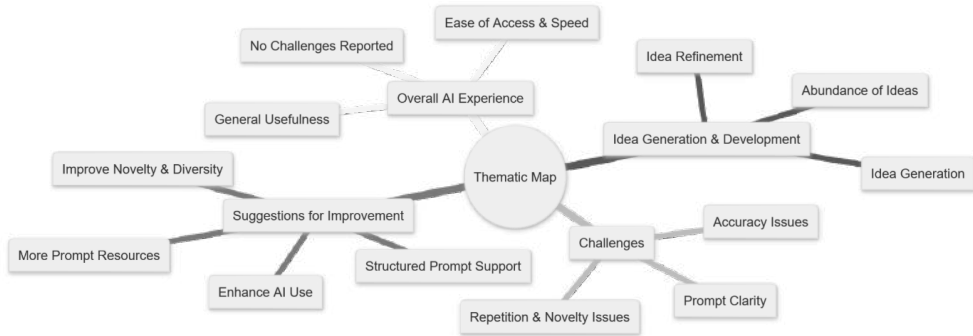 Ease of Access & Speed
No Challenges Reported
Idea Refinement
Overall AI Experience
Abundance of Ideas
General Usefulness
Idea Generation & Development
Improve Novelty & Diversity
Thematic Map
Idea Generation
Suggestions for Improvement
Accuracy Issues
Challenges
More Prompt Resources
Structured Prompt Support
Enhance AI Use
Prompt Clarity
Repetition & Novelty Issues